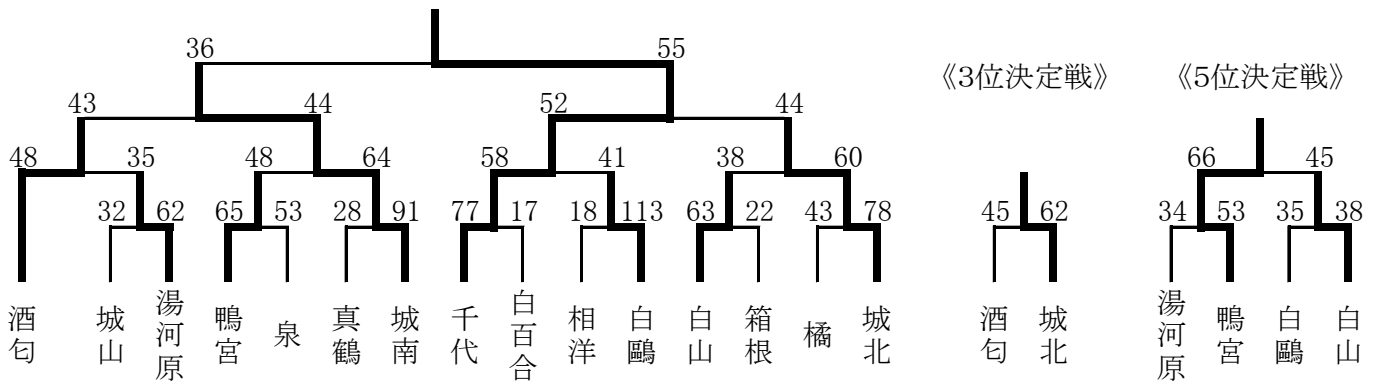 36 55
《3位決定戦》 《5位決定戦》
43 44 52 44
48 35 48 64 58 41 38 60 66 45
32 62 65 53 28 91 77 17 18 113 63 22 43 78 45 62 34 53 35 38
酒匂
城山
湯河原
鴨宮
泉
真鶴
城南
千代
白百合
相洋
白鷗
白山
箱根
橘
城北
酒匂
城北
湯河原
鴨宮
白鷗
白山